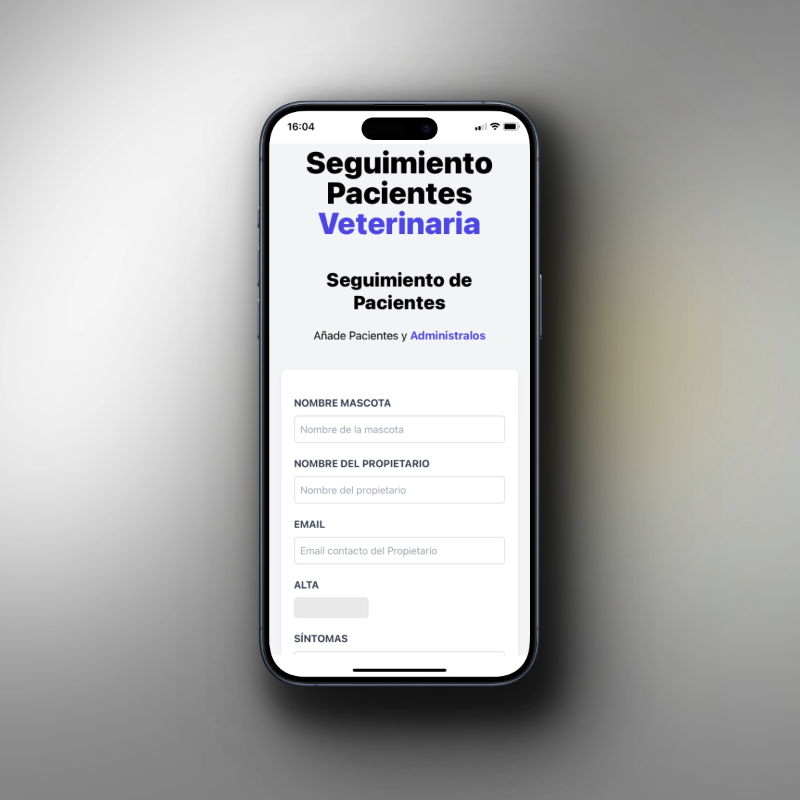 16:04
Seguimiento
Pacientes
Veterinaria
Seguimiento de
Pacientes
Añade Pacientes y Administralos
NOMBRE MASCOTA
Nombre de la mascota
NOMBRE DEL PROPIETARIO
Nombre del propietario
EMAIL
Email contacto del Propietario
ALTA
SÍNTOMAS